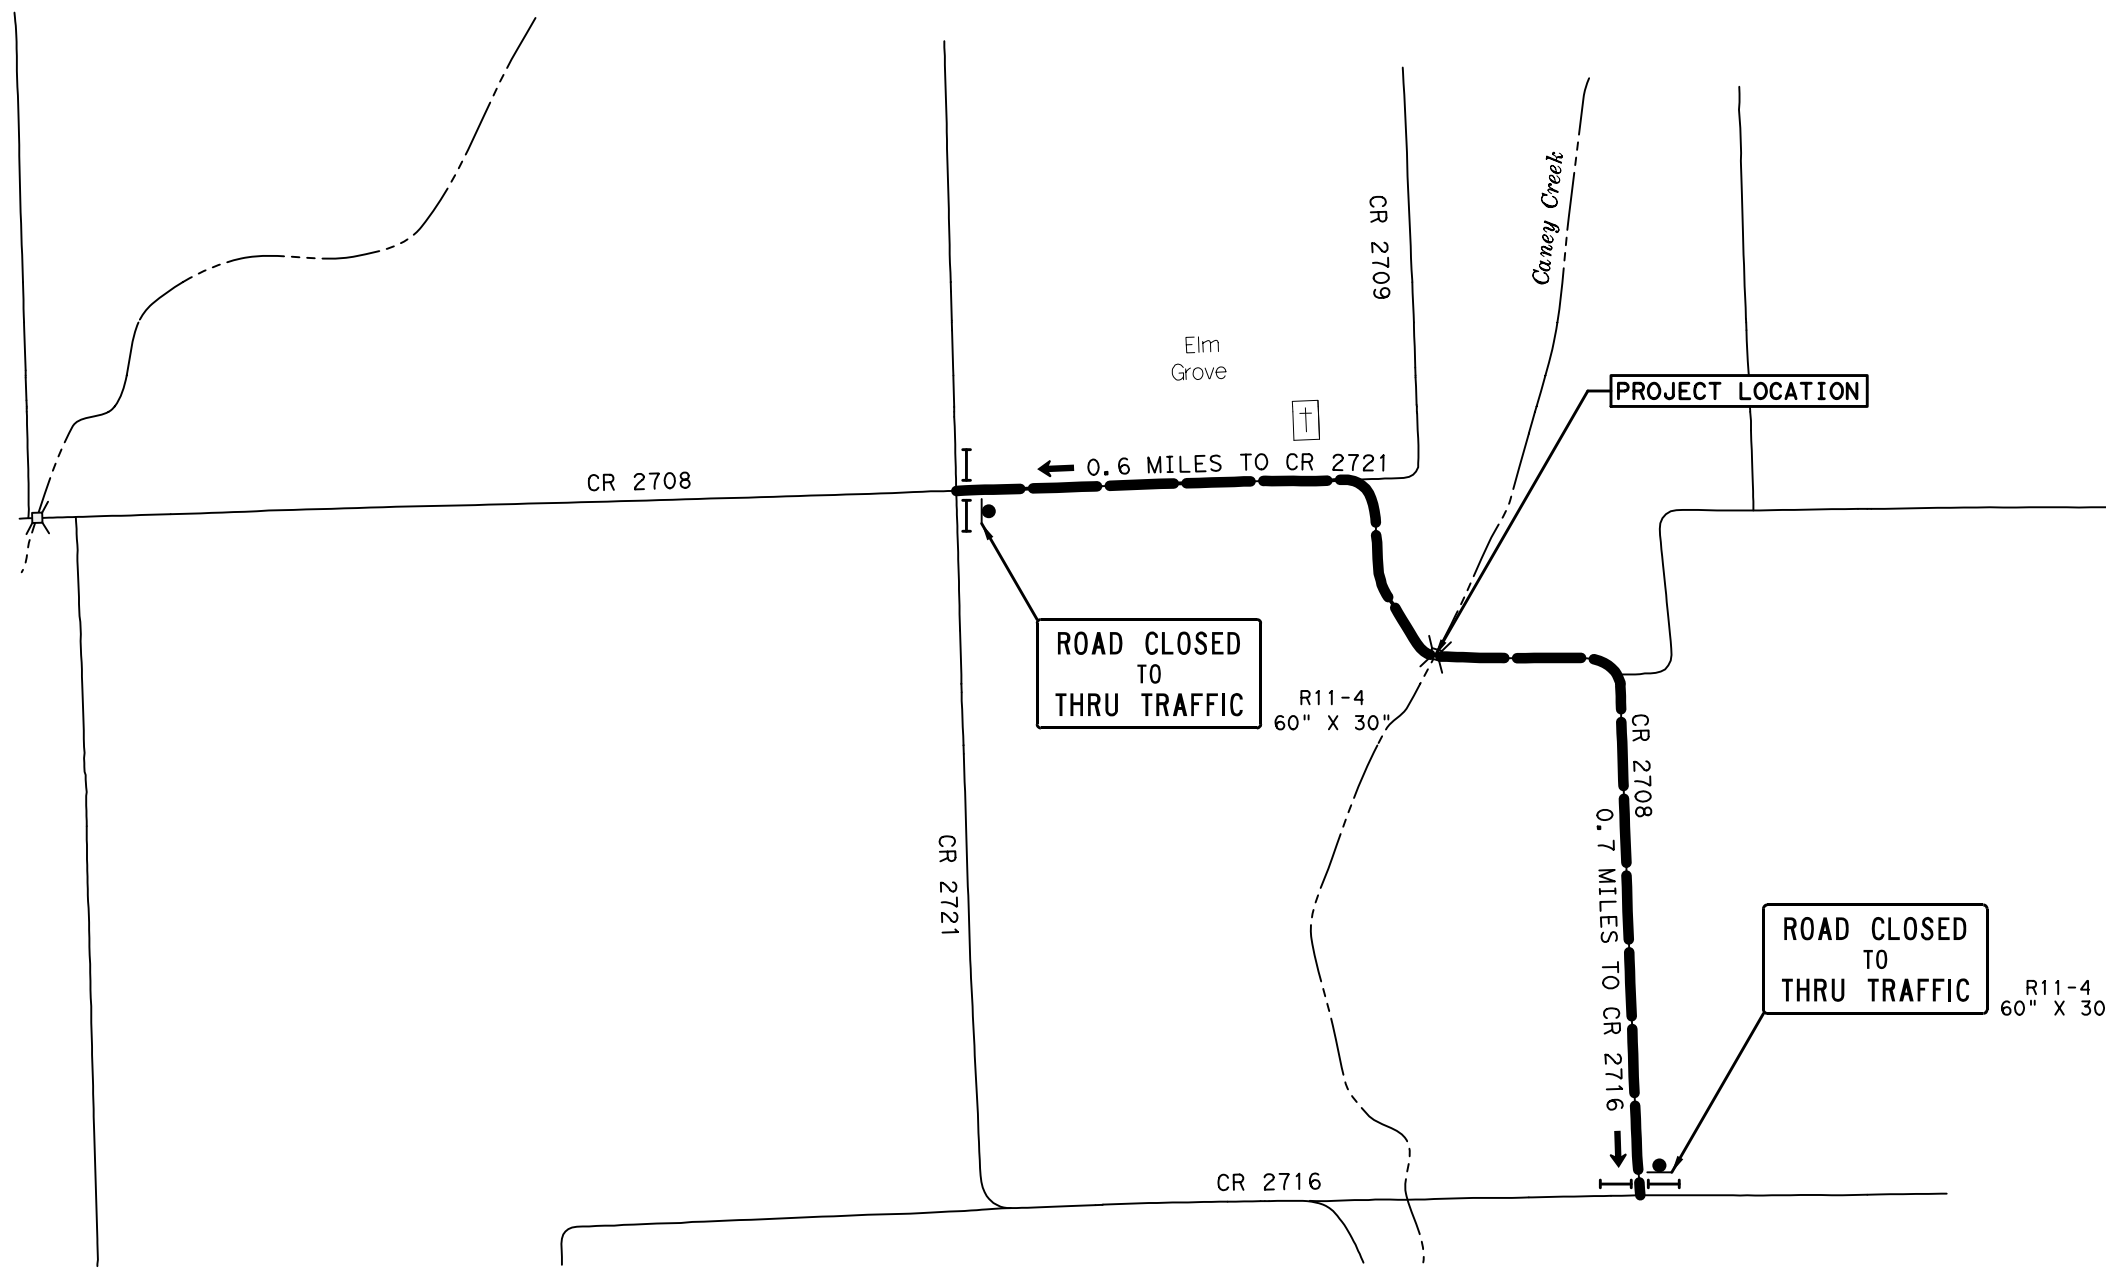 CR 2709
Caney Creek
Elm
Grove
PROJECT LOCATION
0.6 MILES TO CR 2721
CR 2708
ROAD CLOSED
TO
THRU TRAFFIC
R11-4
60" X 30"
CR 2708
0.7 MILES TO CR 2716
CR 2721
ROAD CLOSED
TO
THRU TRAFFIC
R11-4
60" X 30
CR 2716